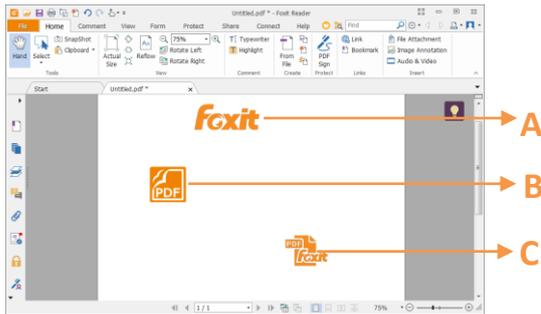 Untitled.pdf * - Foxit Reader
File Home Comment View Form Protect Share Connect Help Find
Hand
Select
SnapShot
Clipboard
Actual Size
Reflow
75%
Rotate Left
Rotate Right
Typewriter
Highlight
From File
PDF Sign
Link
Bookmark
File Attachment
Image Annotation
Audio & Video
Tools View Comment Create Protect Links Insert
Start Untitled.pdf *
foxit
A
PDF
B
PDF
foxit
C
1 / 1
75%